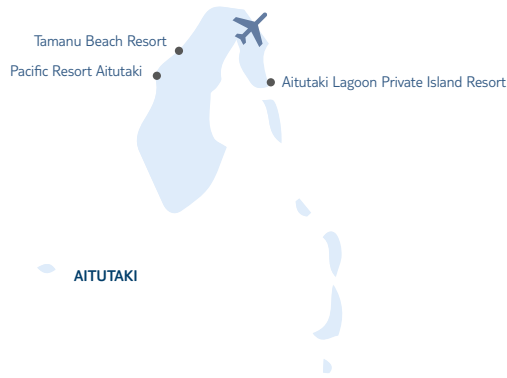 Tamanu Beach Resort
Pacific Resort Aitutaki
Aitutaki Lagoon Private Island Resort
AITUTAKI